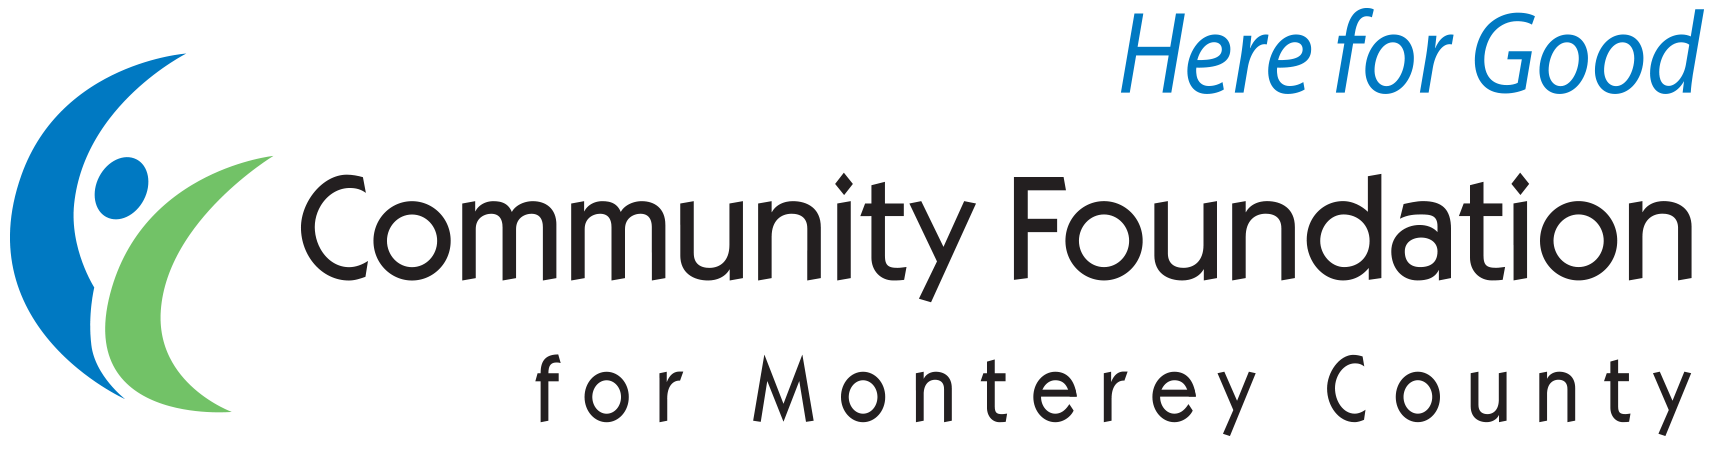 Here for Good
Community Foundation
for Monterey County